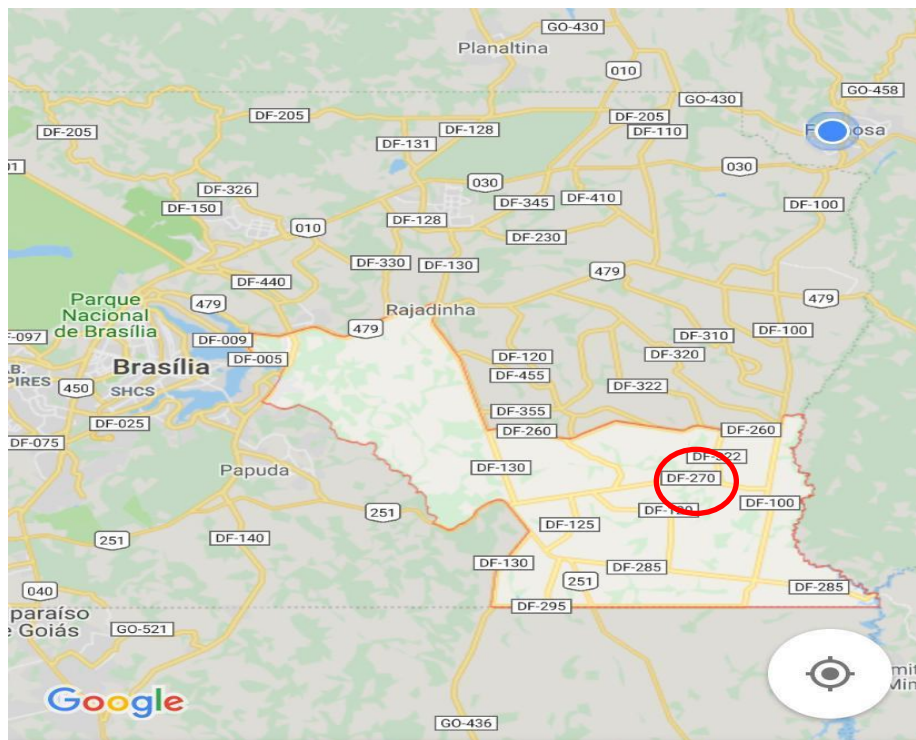 GO-430
Planaltina
010
GO-430
GO-458
DF-205
DF-205
DF-205
DF-128
DF-110
DF-131
030
030
DF-326
DF-150
DF-345
DF-410
DF-100
DF-128
010
DF-230
DF-330
DF-130
479
DF-440
479
479
Parque
Nacional
de Brasília
Rajadinha
479
DF-310
DF-100
DF-009
DF-320
DF-005
DF-120
Brasília
DF-455
SHCS
450
DF-322
DF-355
DF-025
DF-260
DF-260
DF-075
DF-322
Papuda
DF-130
DF-270
DF-100
251
DF-125
251
DF-140
DF-130
DF-285
251
DF-285
040
DF-295
GO-521
Google
GO-436